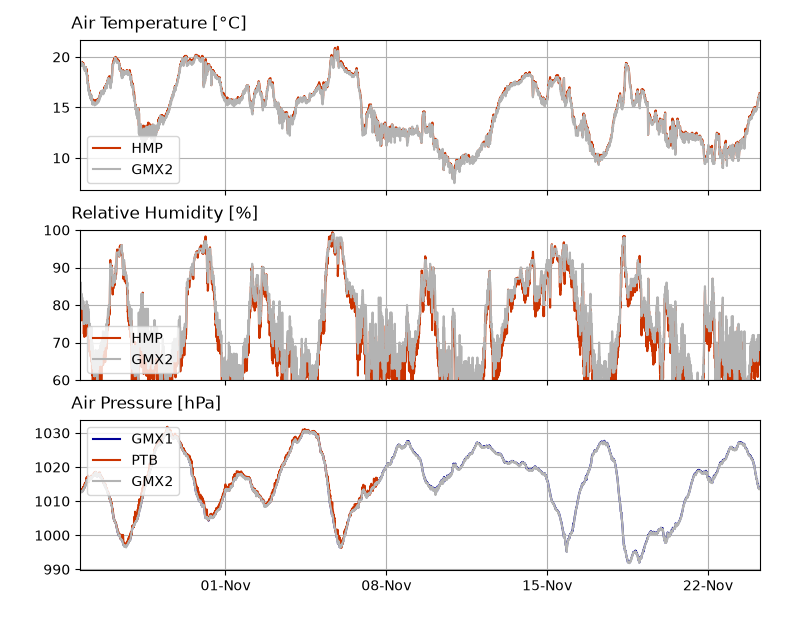 Air Temperature [°C]
20
15
10
HMP
GMX2
Relative Humidity [%]
100
90
80
70
60
HMP
GMX2
Air Pressure [hPa]
1030
1020
1010
1000
990
GMX1
PTB
GMX2
01-Nov 08-Nov 15-Nov 22-Nov